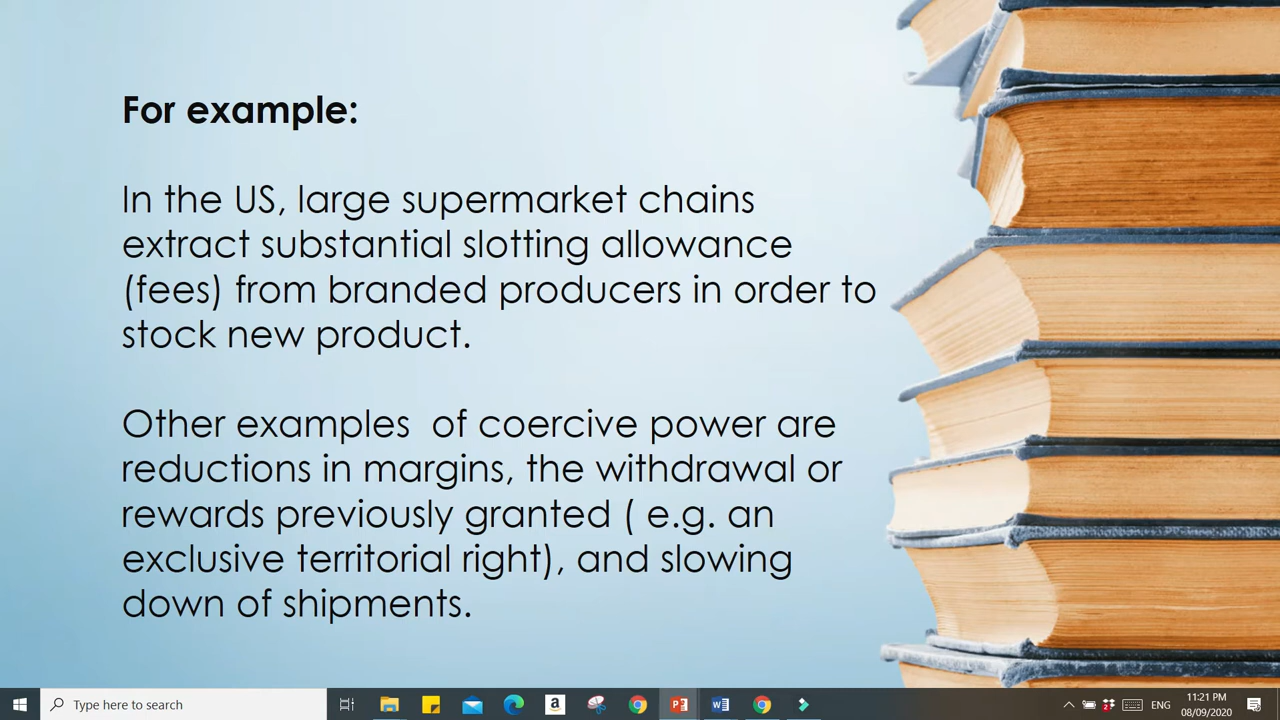 For example:
In the US, large supermarket chains
extract substantial slotting allowance
(fees) from branded producers in order to
stock new product.
Other examples  of coercive power are
reductions in margins, the withdrawal or
rewards previously granted ( e.g. an
exclusive territorial right), and slowing
down of shipments.
Type here to search
ENG
11:21 PM
08/09/2020